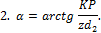 2. α = arctg KP/zd₂.